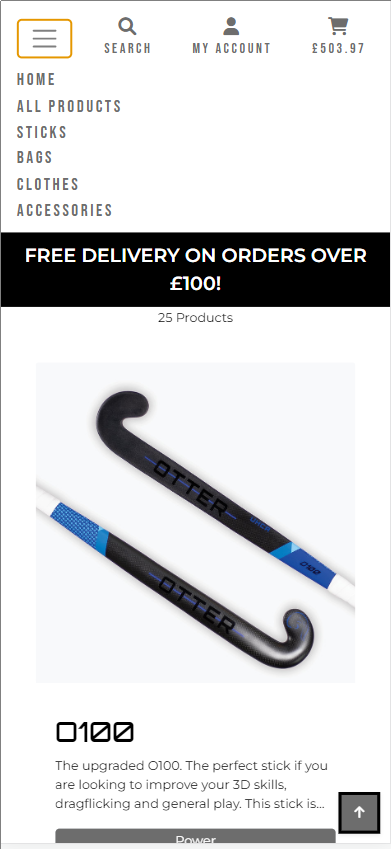 SEARCH
MY ACCOUNT
£503.97
HOME
ALL PRODUCTS
STICKS
BAGS
CLOTHES
ACCESSORIES
FREE DELIVERY ON ORDERS OVER
£100!
25 Products
OTTER
O100
OTTER
O100
The upgraded O100. The perfect stick if you
are looking to improve your 3D skills,
dragflicking and general play. This stick is...
Power